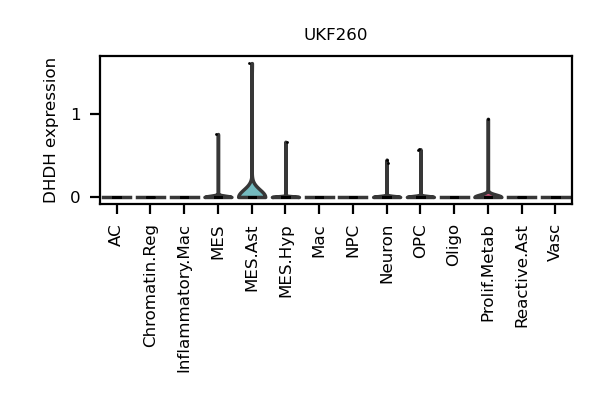 UKF260
DHDH expression
1
0
AC
Chromatin.Reg
Inflammatory.Mac
MES
MES.Ast
MES.Hyp
Mac
NPC
Neuron
OPC
Oligo
Prolif.Metab
Reactive.Ast
Vasc